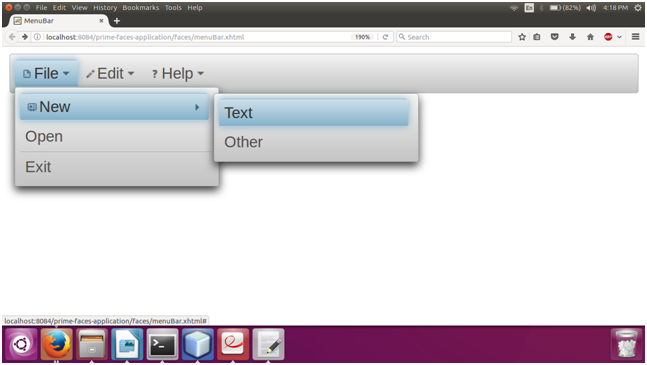 File Edit View History Bookmarks Tools Help
En (82%) 4:18 PM
MenuBar
localhost:8084/prime-faces-application/faces/menuBar.xhtml 190% Search
ABP
File Edit Help
New
Text
Open
Other
Exit
localhost:8084/prime-faces-application/faces/menuBar.xhtml#